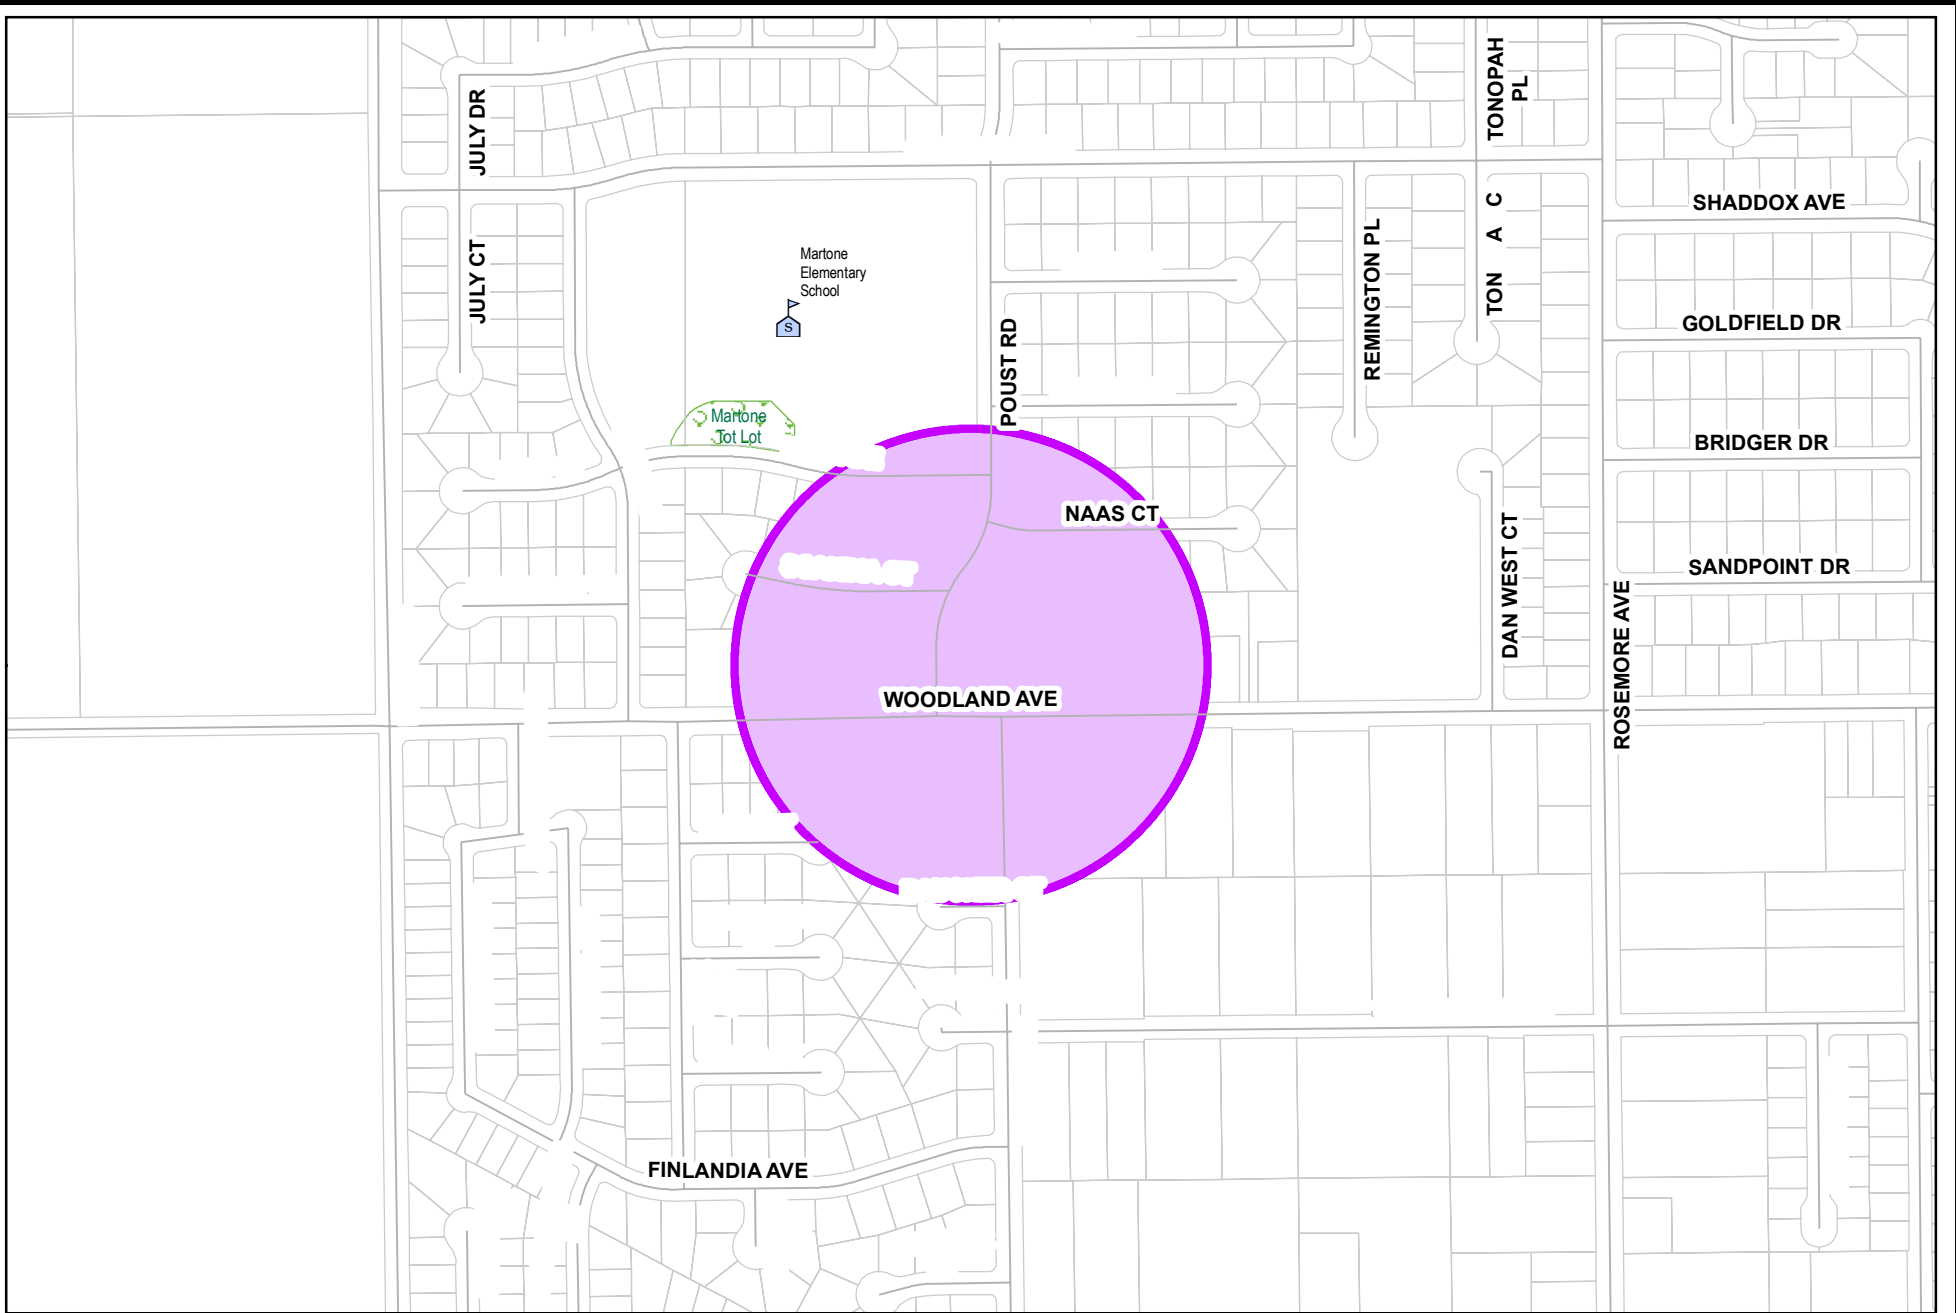 TONOPAH
PL
JULY DR
SHADDOX AVE
TON A C
JULY CT
REMINGTON PL
Martone
Elementary
School
S
GOLDFIELD DR
POUST RD
Martone
Tot Lot
BRIDGER DR
NAAS CT
DAN WEST CT
SANDPOINT DR
ROSEMORE AVE
WOODLAND AVE
FINLANDIA AVE